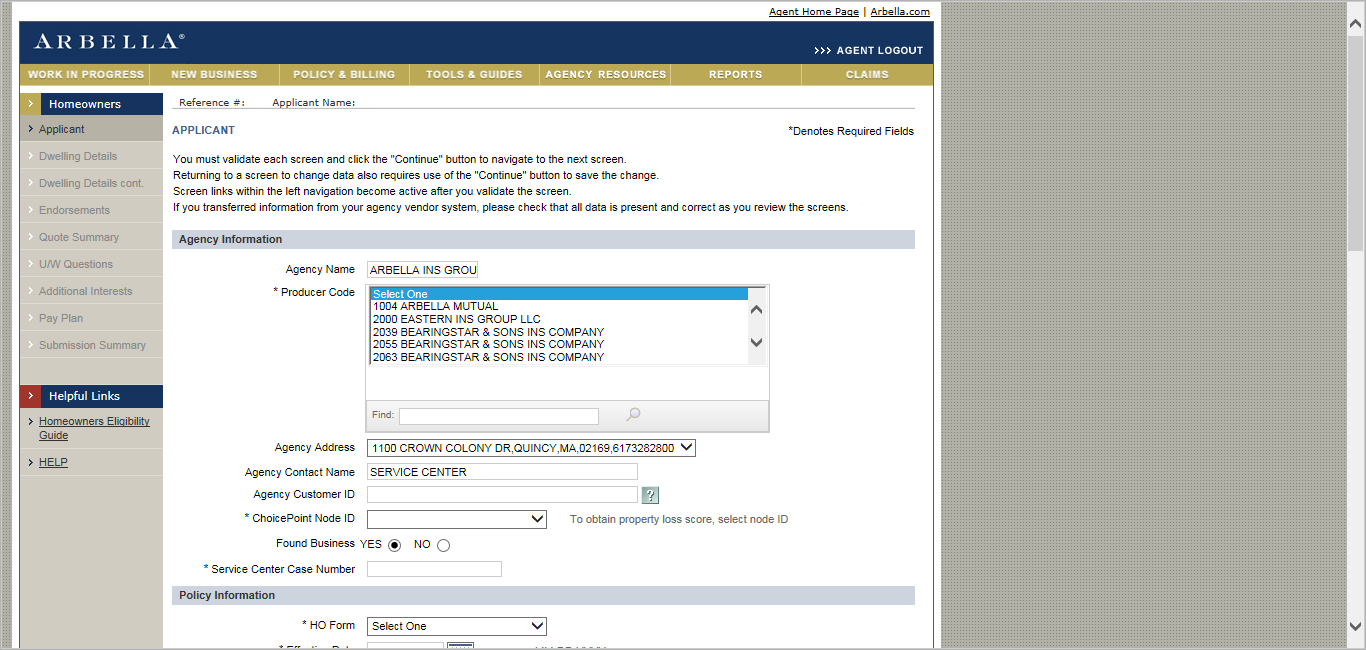 Agent Home Page | Arbella.com
ARBELLA®
>>> AGENT LOGOUT
WORK IN PROGRESS NEW BUSINESS POLICY & BILLING TOOLS & GUIDES AGENCY RESOURCES REPORTS CLAIMS
Homeowners
Applicant
Dwelling Details
Dwelling Details cont.
Endorsements
Quote Summary
U/W Questions
Additional Interests
Pay Plan
Submission Summary
Helpful Links
Homeowners Eligibility
Guide
HELP
Reference #: Applicant Name:
APPLICANT
*Denotes Required Fields
You must validate each screen and click the "Continue" button to navigate to the next screen.
Returning to a screen to change data also requires use of the "Continue" button to save the change.
Screen links within the left navigation become active after you validate the screen.
If you transferred information from your agency vendor system, please check that all data is present and correct as you review the screens.
Agency Information
Agency Name ARBELLA INS GROU
* Producer Code
Select One
1004 ARBELLA MUTUAL
2000 EASTERN INS GROUP LLC
2039 BEARINGSTAR & SONS INS COMPANY
2055 BEARINGSTAR & SONS INS COMPANY
2063 BEARINGSTAR & SONS INS COMPANY
Find:
Agency Address 1100 CROWN COLONY DR,QUINCY,MA,02169,6173282800
Agency Contact Name SERVICE CENTER
Agency Customer ID ?
* ChoicePoint Node ID To obtain property loss score, select node ID
Found Business YES NO
* Service Center Case Number
Policy Information
* HO Form Select One